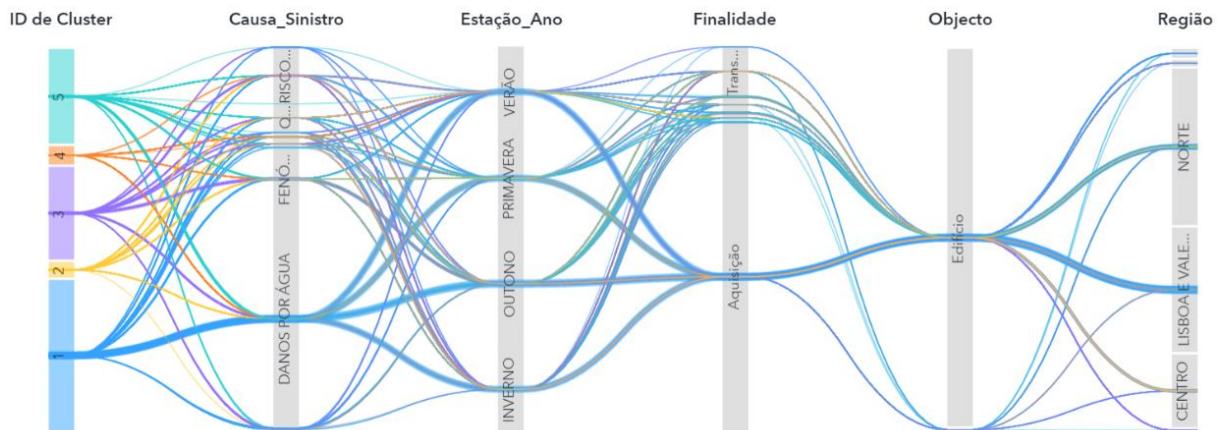 ID de Cluster
Causa_Sinistro
Estação_Ano
Finalidade
Objecto
Região
5
4
3
2
1
RISCO...
Q...
FENÓ...
DANOS POR ÁGUA
VERÃO
PRIMAVERA
OUTONO
INVERNO
Trans...
Aquisição
Edifício
NORTE
LISBOA E VALE...
CENTRO